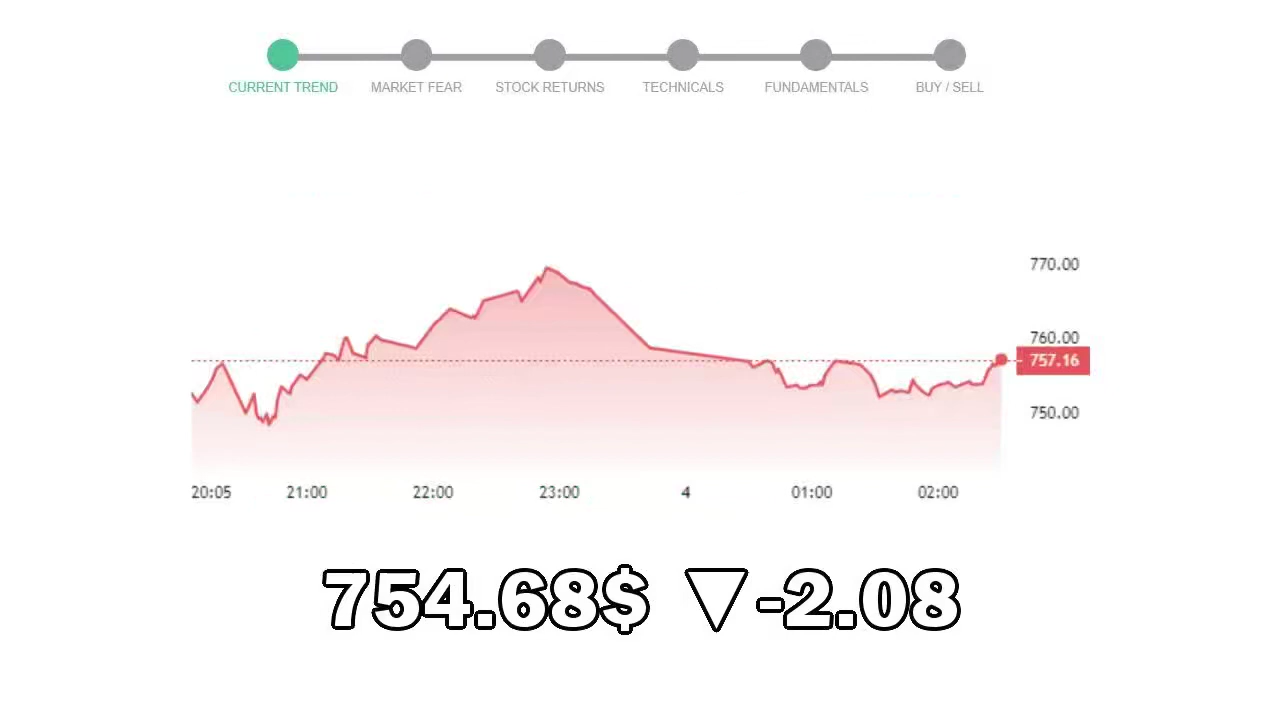 CURRENT TREND MARKET FEAR STOCK RETURNS TECHNICALS FUNDAMENTALS BUY / SELL
770.00
760.00
757.16
750.00
20:05 21:00 22:00 23:00 4 01:00 02:00
754.68$ ▽-2.08